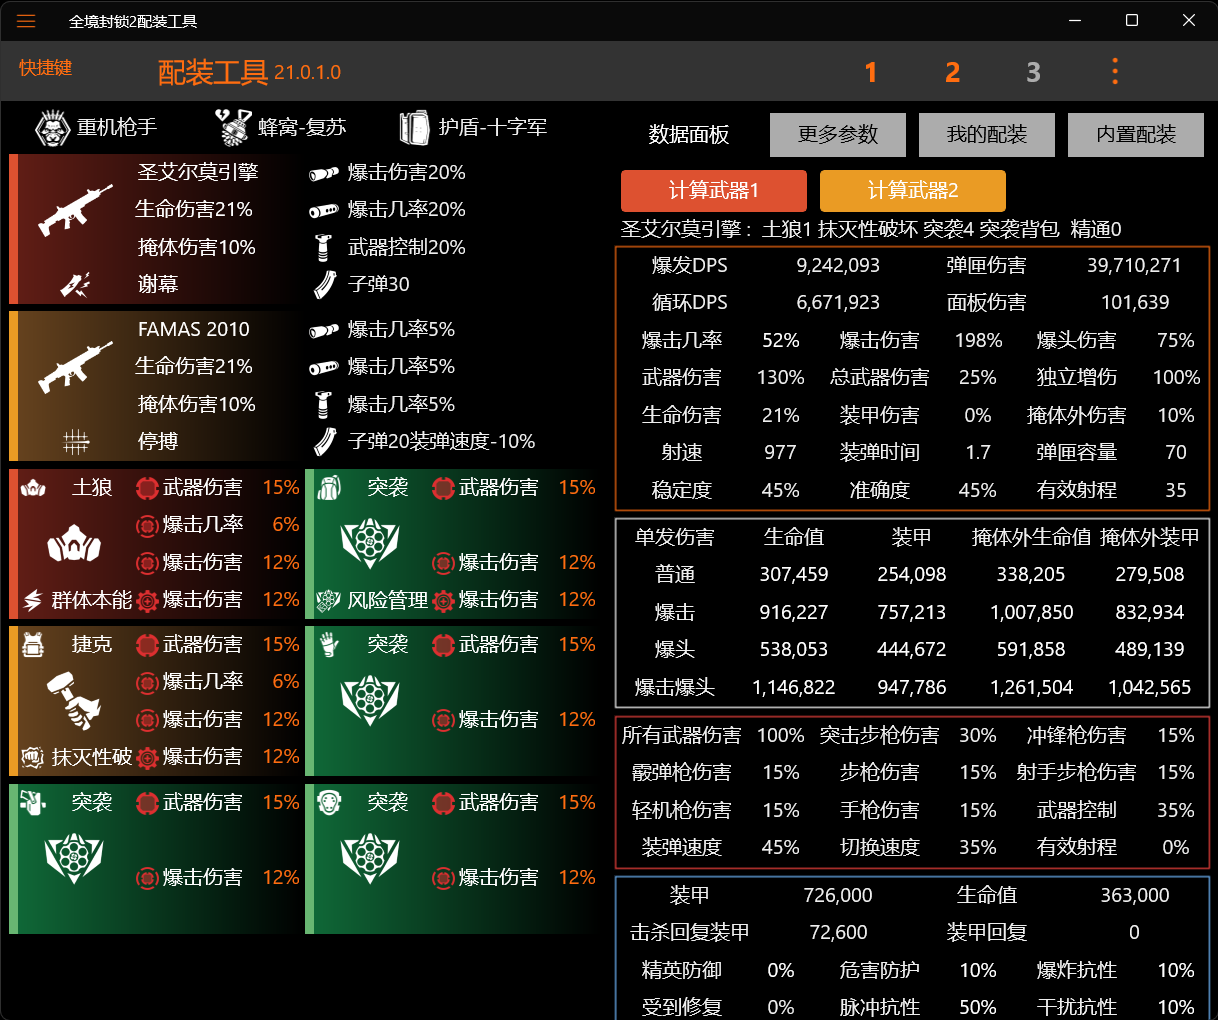 全境封锁2配装工具
快捷键 配装工具 21.0.1.0 1 2 3
重机枪手 蜂窝-复苏 护盾-十字军
圣艾尔莫引擎
生命伤害21%
掩体伤害10%
谢幕
爆击伤害20%
爆击几率20%
武器控制20%
子弹30
FAMAS 2010
生命伤害21%
掩体伤害10%
停搏
爆击几率5%
爆击几率5%
爆击几率5%
子弹20装弹速度-10%
土狼 武器伤害 15%
爆击几率 6%
爆击伤害 12%
群体本能 爆击伤害 12%
突袭 武器伤害 15%
爆击伤害 12%
风险管理 爆击伤害 12%
捷克 武器伤害 15%
爆击几率 6%
爆击伤害 12%
抹灭性破 爆击伤害 12%
突袭 武器伤害 15%
爆击伤害 12%
突袭 武器伤害 15%
爆击伤害 12%
突袭 武器伤害 15%
爆击伤害 12%
数据面板 更多参数 我的配装 内置配装
计算武器1 计算武器2
圣艾尔莫引擎： 土狼1 抹灭性破坏 突袭4 突袭背包 精通0
爆发DPS 9,242,093 弹匣伤害 39,710,271
循环DPS 6,671,923 面板伤害 101,639
爆击几率 52% 爆击伤害 198% 爆头伤害 75%
武器伤害 130% 总武器伤害 25% 独立增伤 100%
生命伤害 21% 装甲伤害 0% 掩体外伤害 10%
射速 977 装弹时间 1.7 弹匣容量 70
稳定度 45% 准确度 45% 有效射程 35
单发伤害 生命值 装甲 掩体外生命值 掩体外装甲
普通 307,459 254,098 338,205 279,508
爆击 916,227 757,213 1,007,850 832,934
爆头 538,053 444,672 591,858 489,139
爆击爆头 1,146,822 947,786 1,261,504 1,042,565
所有武器伤害 100% 突击步枪伤害 30% 冲锋枪伤害 15%
霰弹枪伤害 15% 步枪伤害 15% 射手步枪伤害 15%
轻机枪伤害 15% 手枪伤害 15% 武器控制 35%
装弹速度 45% 切换速度 35% 有效射程 0%
装甲 726,000 生命值 363,000
击杀回复装甲 72,600 装甲回复 0
精英防御 0% 危害防护 10% 爆炸抗性 10%
受到修复 0% 脉冲抗性 50% 干扰抗性 10%